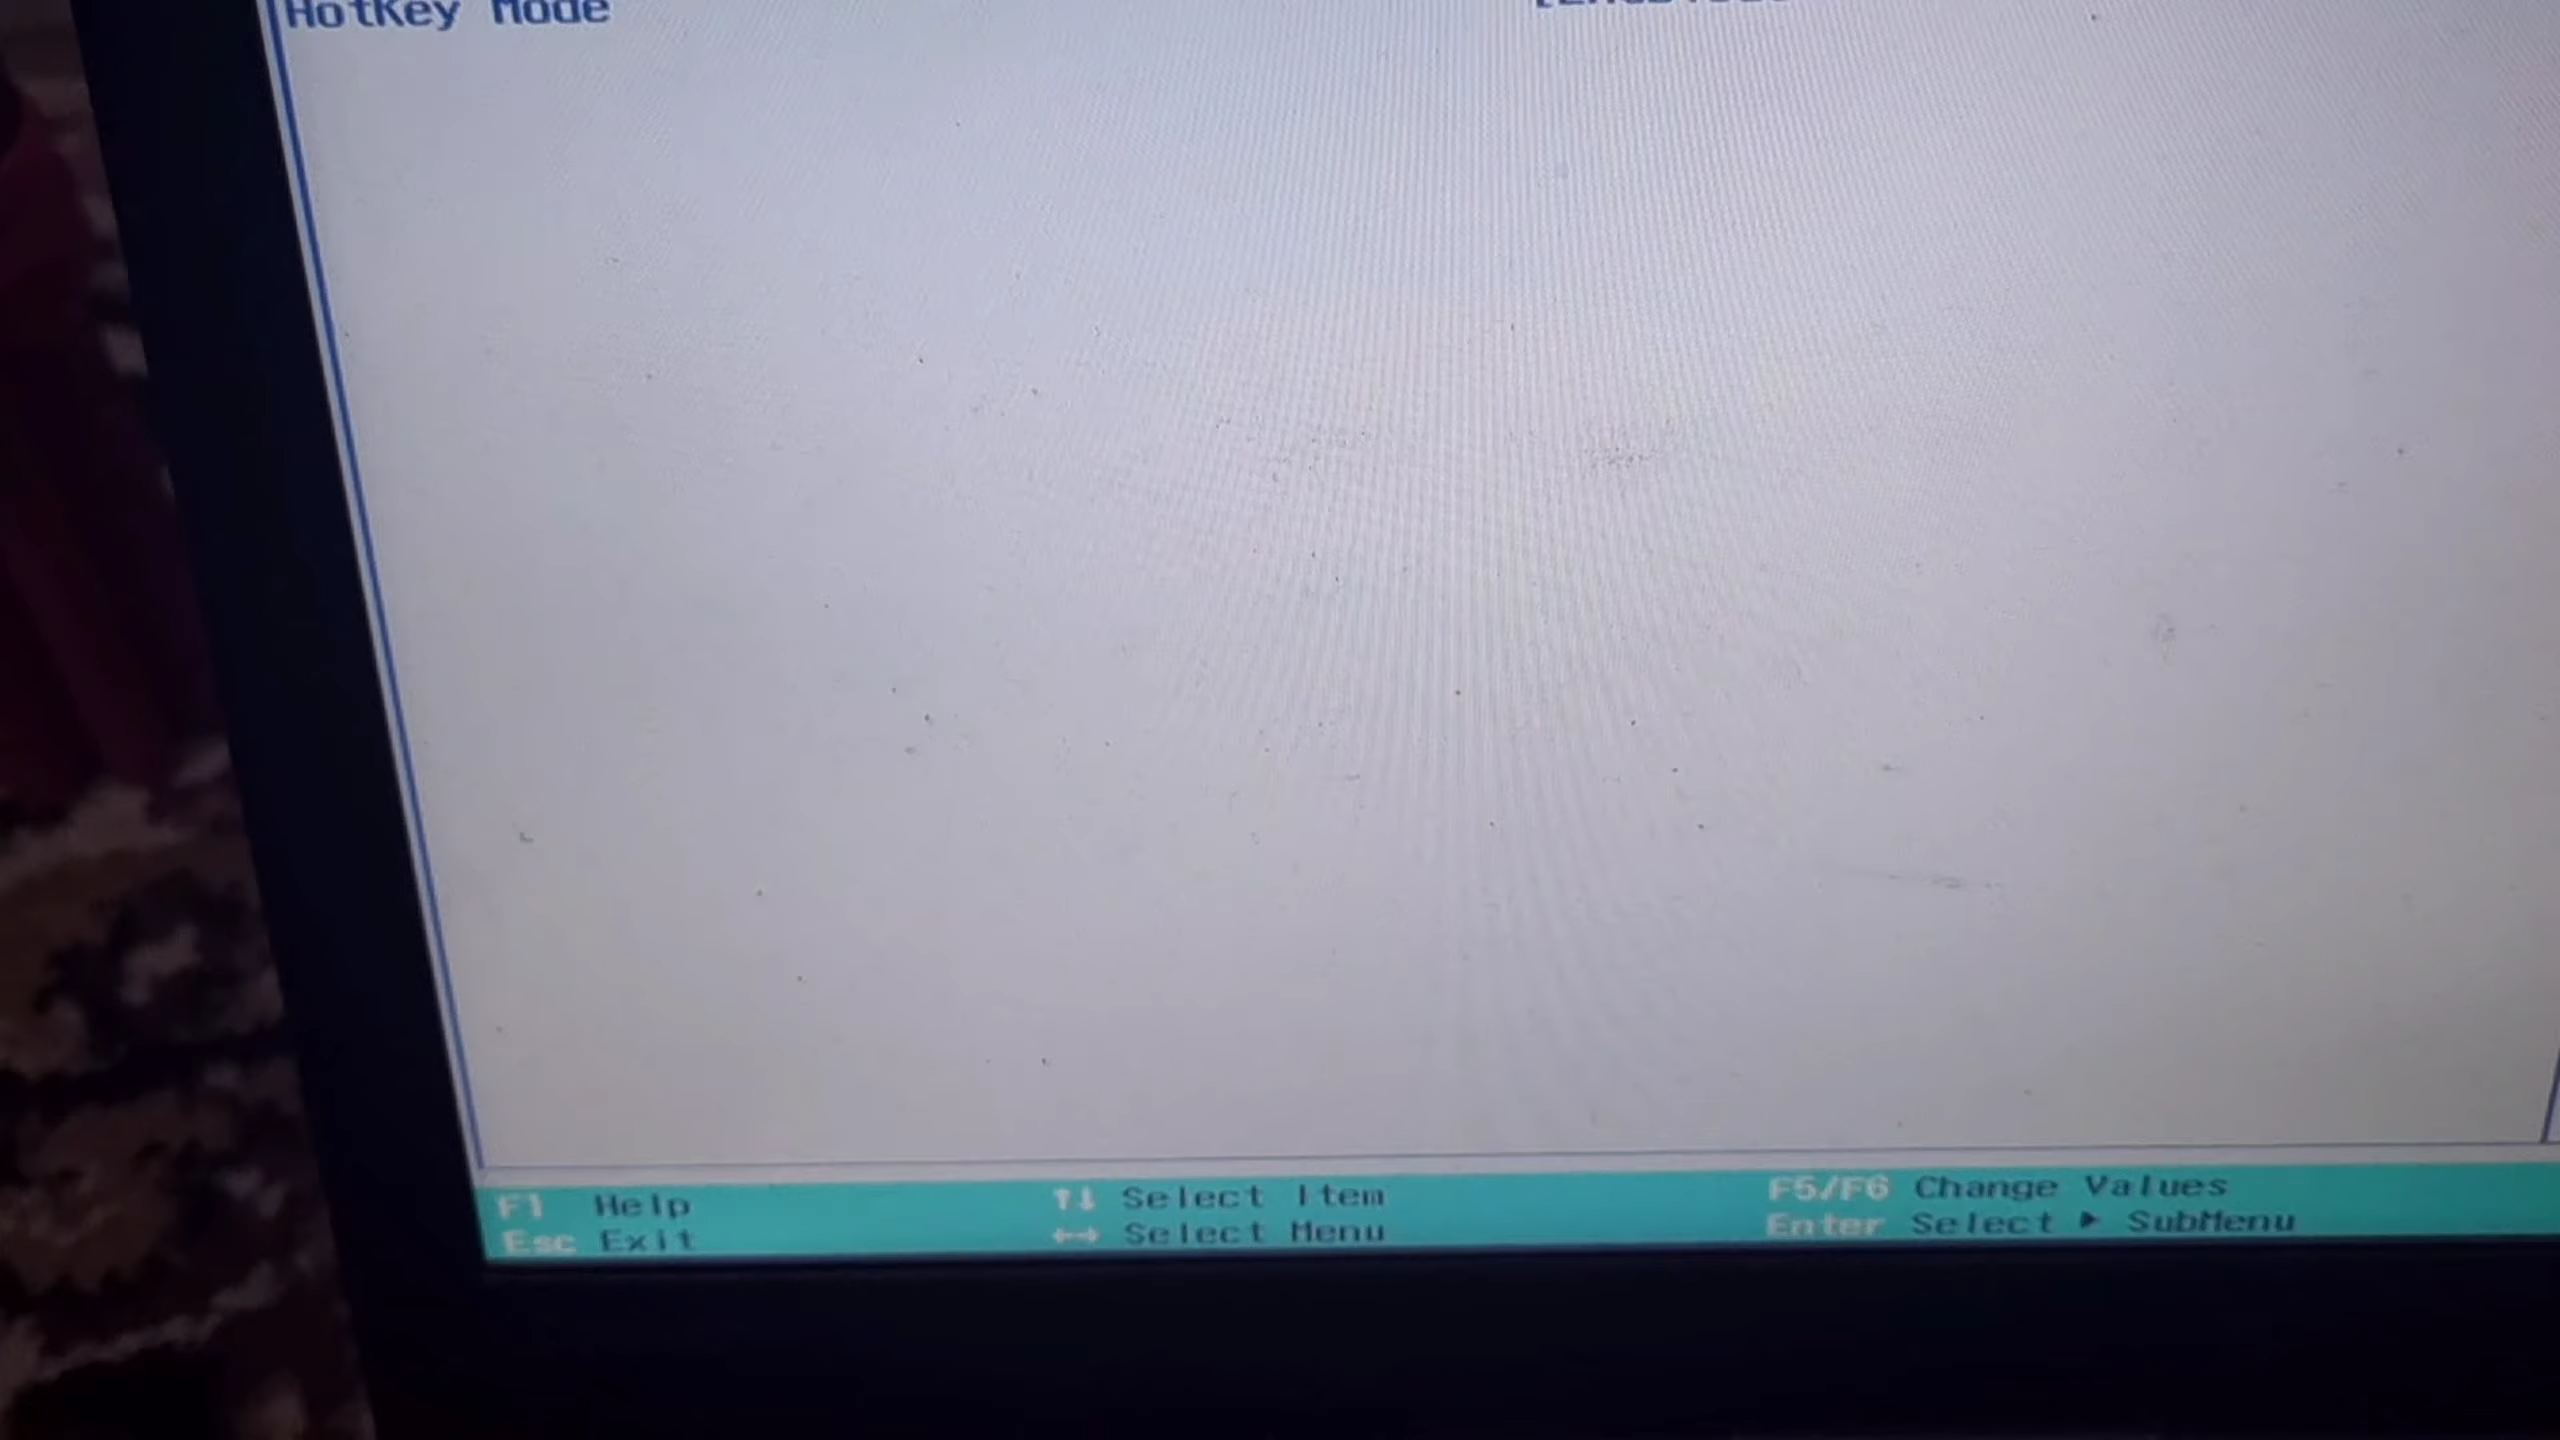 HotKey Mode
F1 Help ↑↓ Select Item F5/F6 Change Values
Esc Exit ↔ Select Menu Enter Select ▶ SubMenu